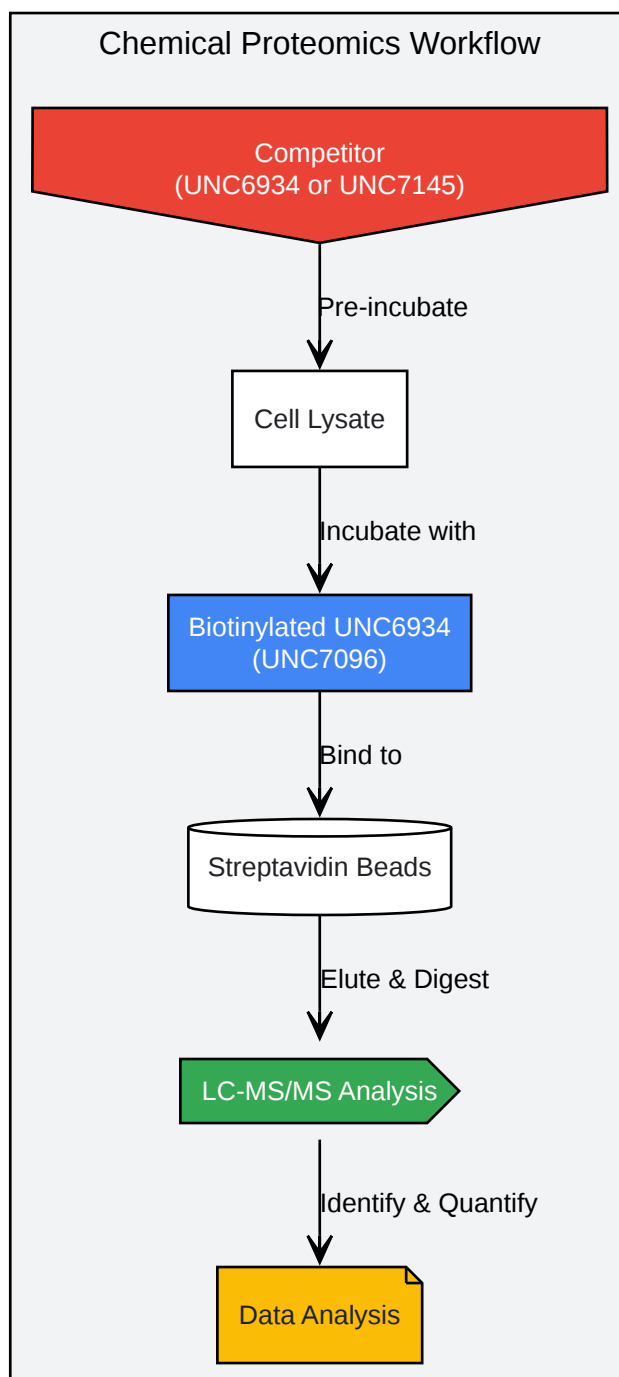 Chemical Proteomics Workflow
Competitor
(UNC6934 or UNC7145)
Pre-incubate
Cell Lysate
Incubate with
Biotinylated UNC6934
(UNC7096)
Bind to
Streptavidin Beads
Elute & Digest
LC-MS/MS Analysis
Identify & Quantify
Data Analysis